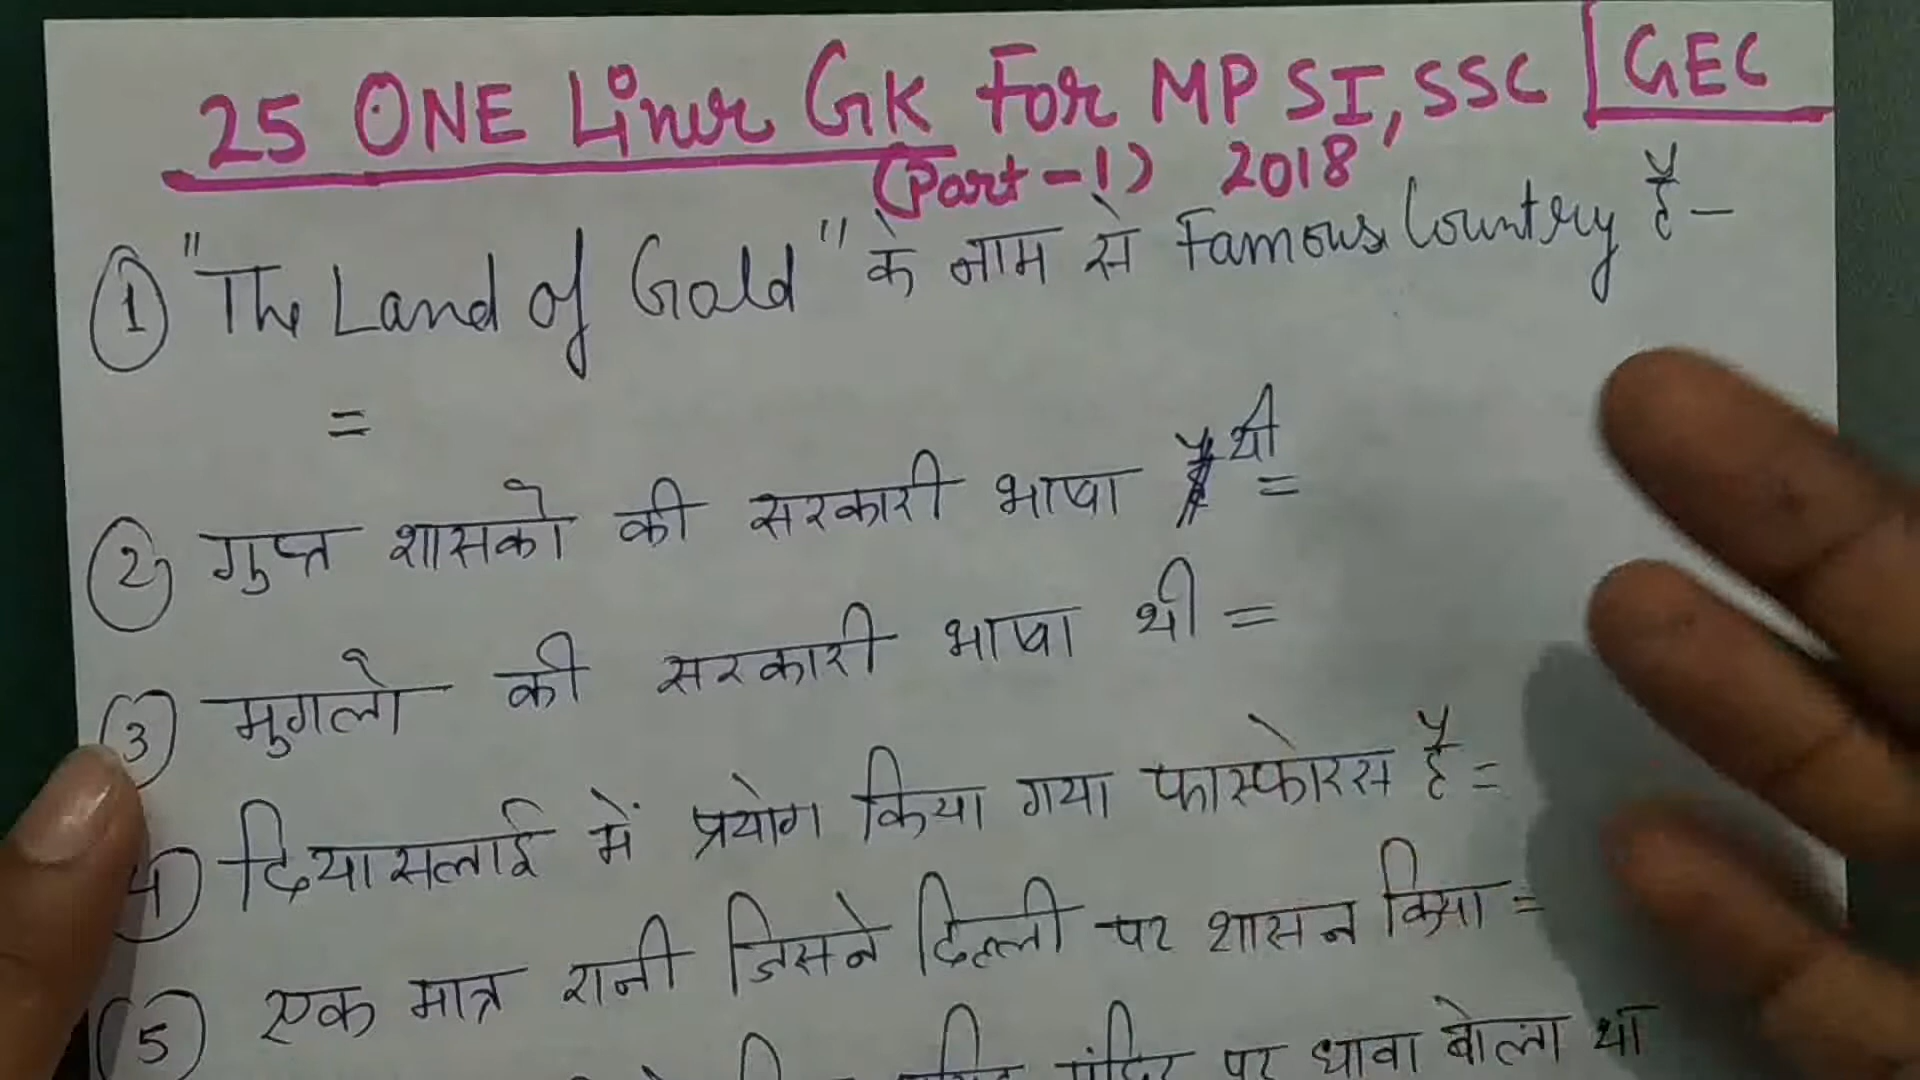 25 ONE Liner GK For MP SI, SSC GEC
(Part-1) 2018
① "The Land of Gold" के नाम से Famous Country है -
=
② गुप्त शासको की सरकारी भाषा थी =
③ मुगलो की सरकारी भाषा थी =
④ दियासलाई में प्रयोग किया गया फास्फोरस है =
⑤ एक मात्र रानी जिसने दिल्ली पर शासन किया =
मंदिर पर धावा बोला था